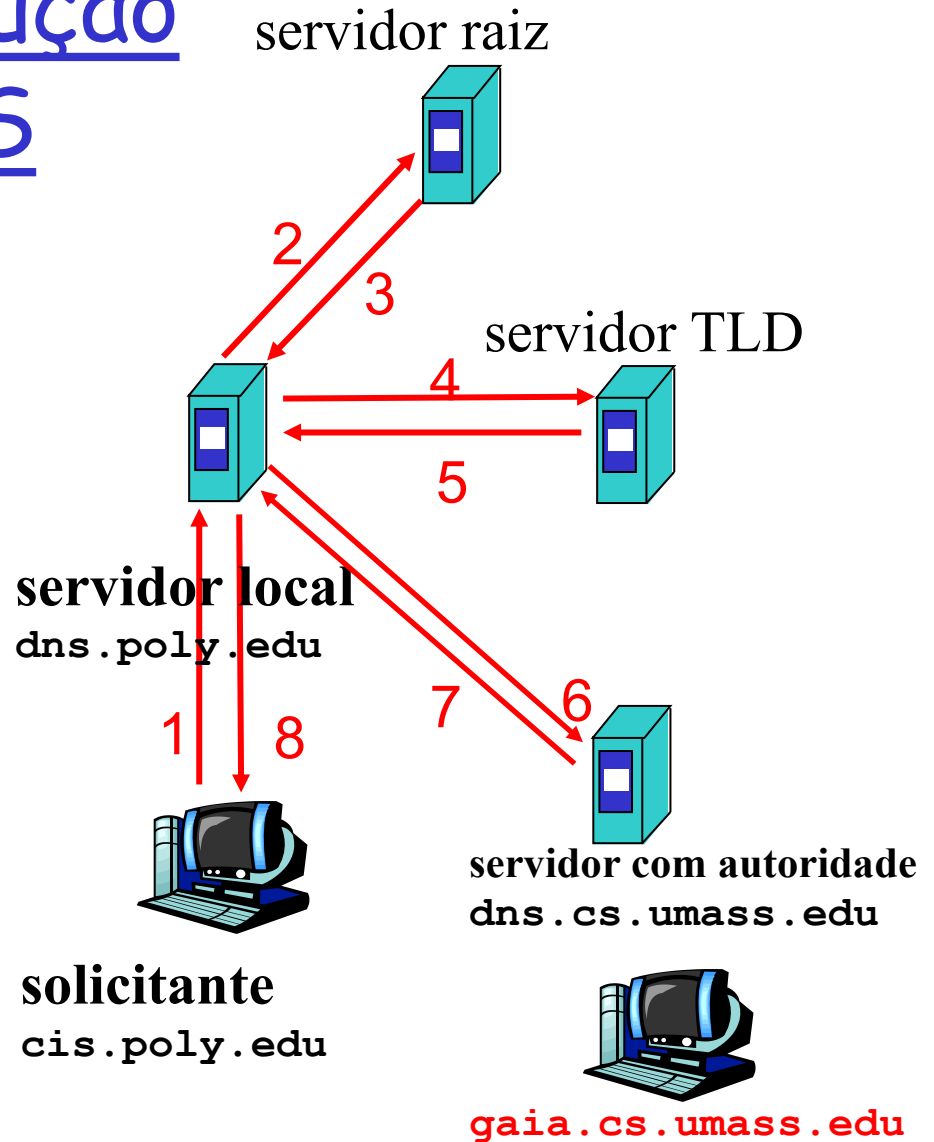 servidor raiz
2
3
servidor TLD
4
5
servidor local
dns.poly.edu
7
6
1
8
servidor com autoridade
dns.cs.umass.edu
solicitante
cis.poly.edu
gaia.cs.umass.edu